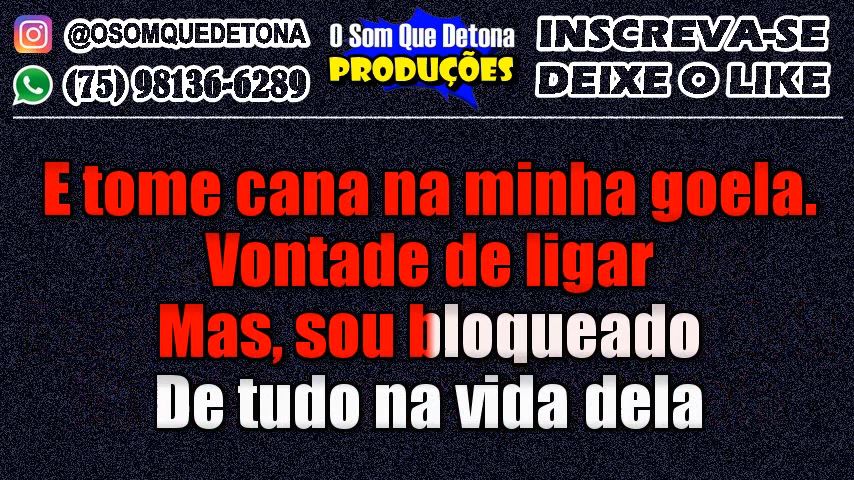 @OSOMQUEDETONA
(75) 98136-6289
O Som Que Detona
PRODUÇÕES
INSCREVA-SE
DEIXE O LIKE
E tome cana na minha goela.
Vontade de ligar
Mas, sou bloqueado
De tudo na vida dela